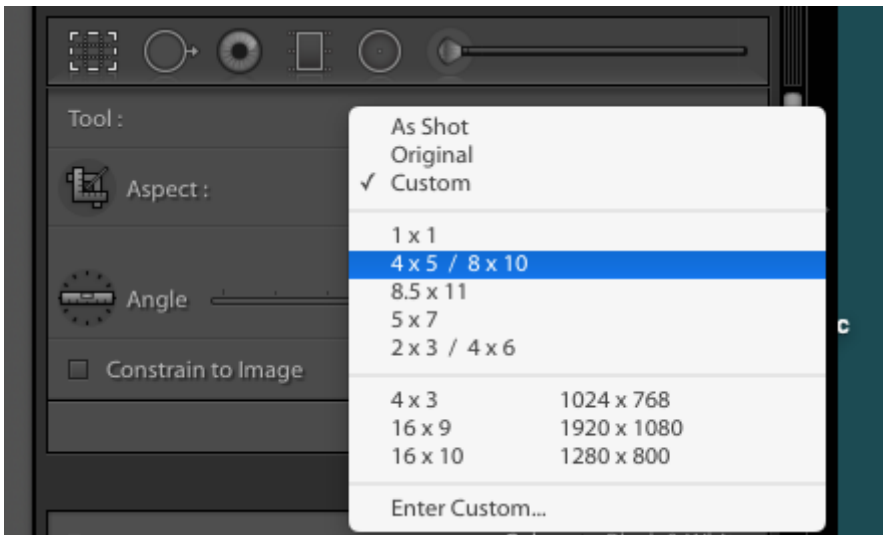 Tool :
As Shot
Original
✓ Custom
Aspect :
1 x 1
4 x 5 / 8 x 10
8.5 x 11
5 x 7
2 x 3 / 4 x 6
Angle
Constrain to Image
4 x 3 1024 x 768
16 x 9 1920 x 1080
16 x 10 1280 x 800
Enter Custom...
c